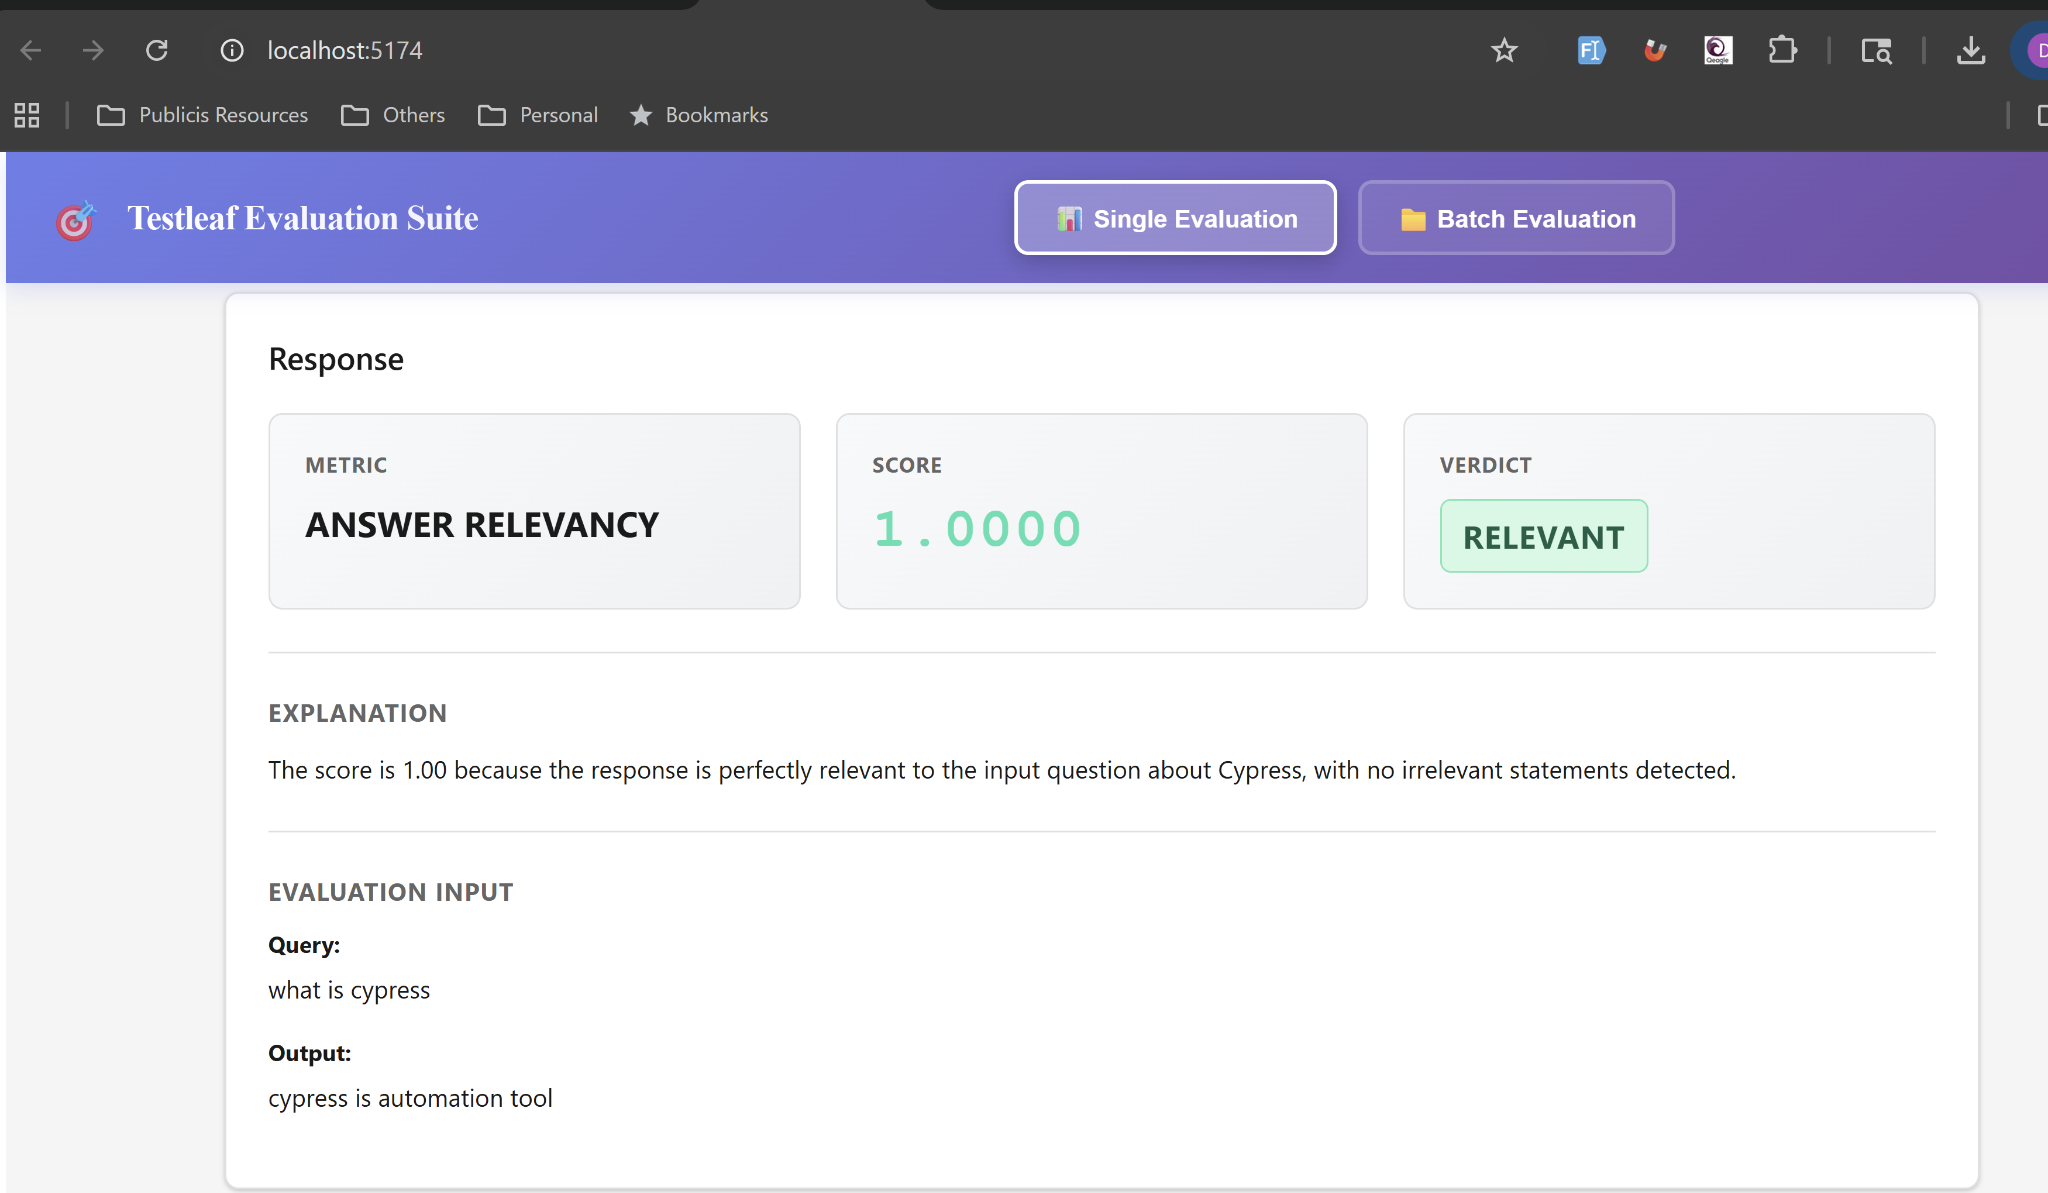 localhost:5174
Publicis Resources
Others
Personal
Bookmarks
Testleaf Evaluation Suite
Single Evaluation
Batch Evaluation
Response
METRIC
ANSWER RELEVANCY
SCORE
1.0000
VERDICT
RELEVANT
EXPLANATION
The score is 1.00 because the response is perfectly relevant to the input question about Cypress, with no irrelevant statements detected.
EVALUATION INPUT
Query:
what is cypress
Output:
cypress is automation tool